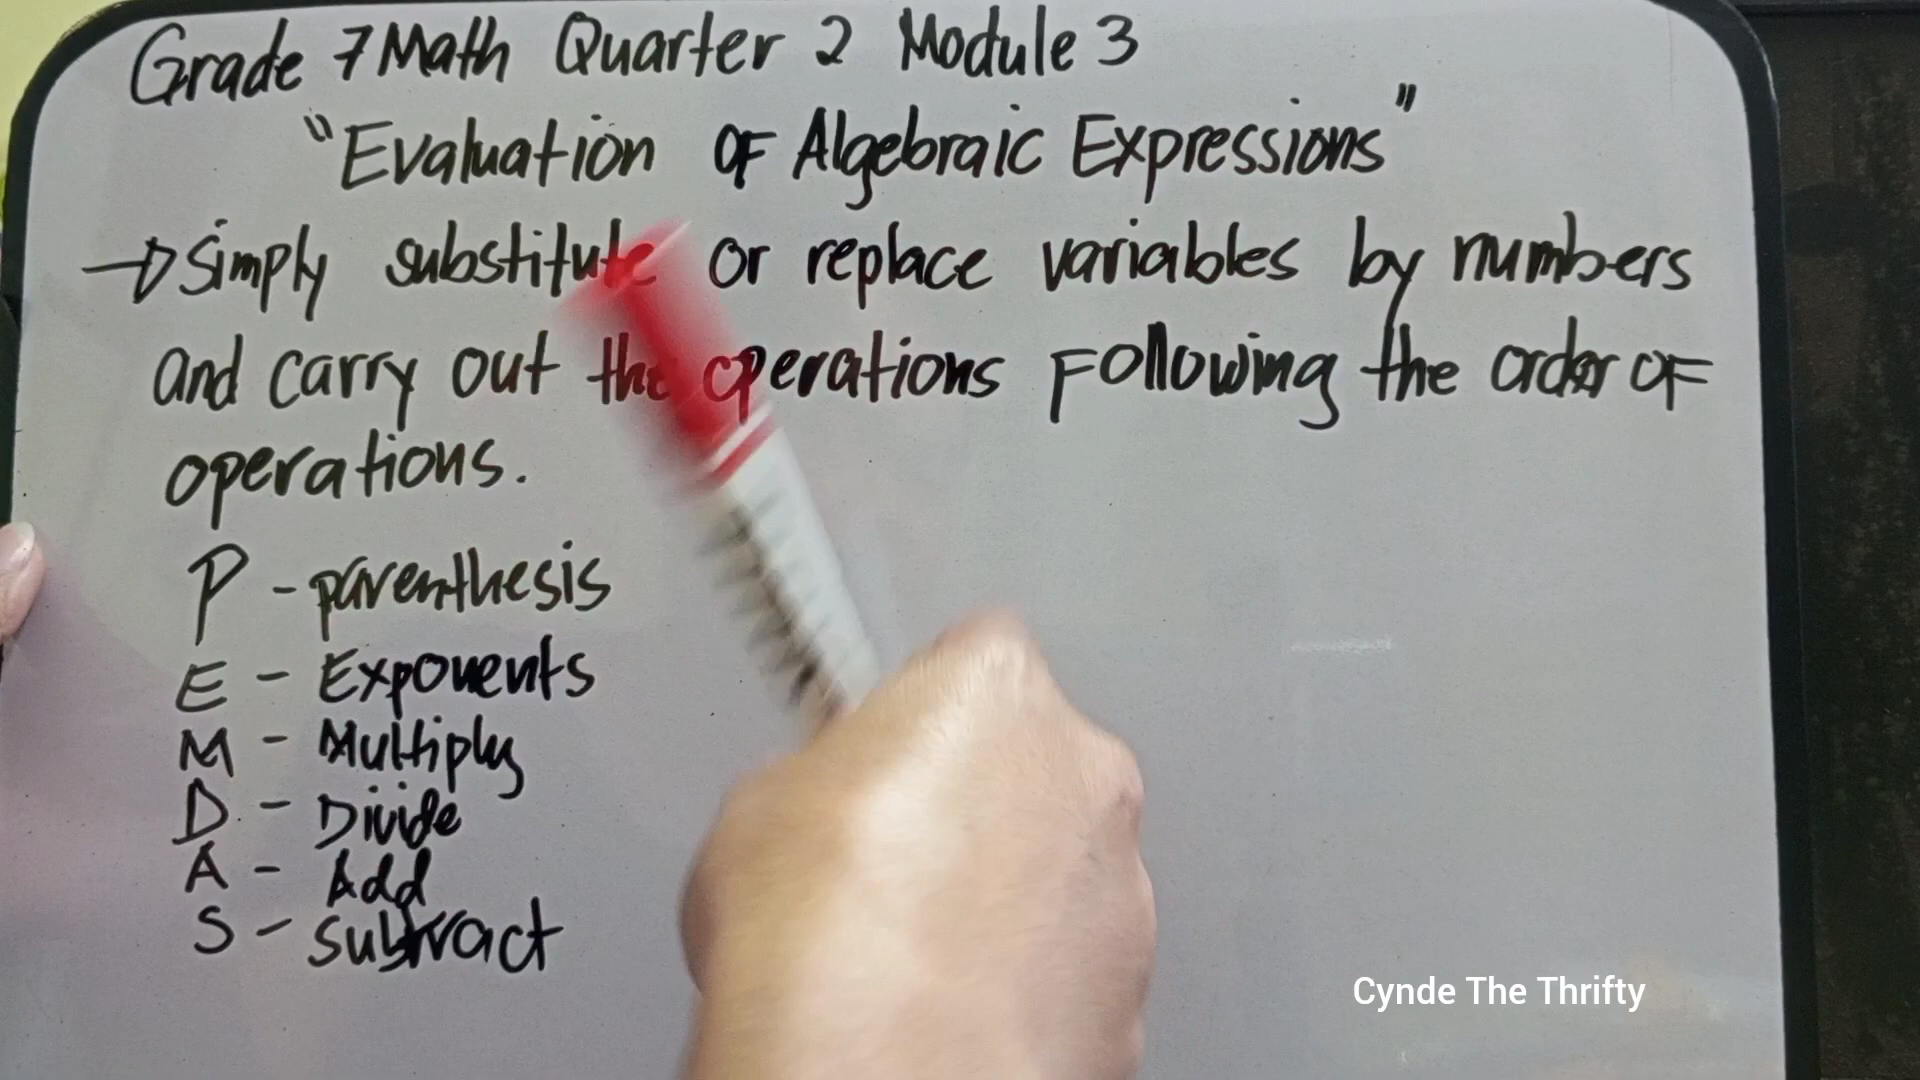 Grade 7 Math Quarter 2 Module 3
"Evaluation OF Algebraic Expressions"
→ Simply substitute or replace variables by numbers
and carry out the operations Following the order OF
operations.
P - parenthesis
E - Exponents
M - Multiply
D - Divide
A - Add
S - Subtract
Cynde The Thrifty